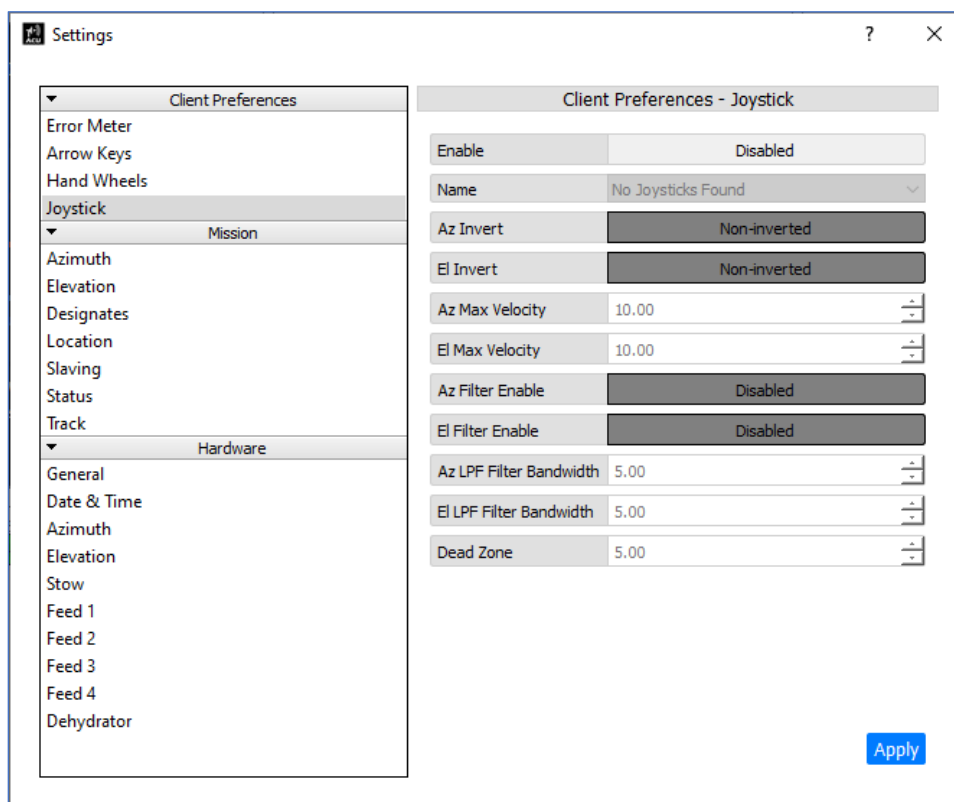 Settings
?
Client Preferences
Error Meter
Arrow Keys
Hand Wheels
Joystick
Mission
Azimuth
Elevation
Designates
Location
Slaving
Status
Track
Hardware
General
Date & Time
Azimuth
Elevation
Stow
Feed 1
Feed 2
Feed 3
Feed 4
Dehydrator
Client Preferences - Joystick
Enable Disabled
Name No Joysticks Found
Az Invert Non-inverted
El Invert Non-inverted
Az Max Velocity 10.00
El Max Velocity 10.00
Az Filter Enable Disabled
El Filter Enable Disabled
Az LPF Filter Bandwidth 5.00
El LPF Filter Bandwidth 5.00
Dead Zone 5.00
Apply